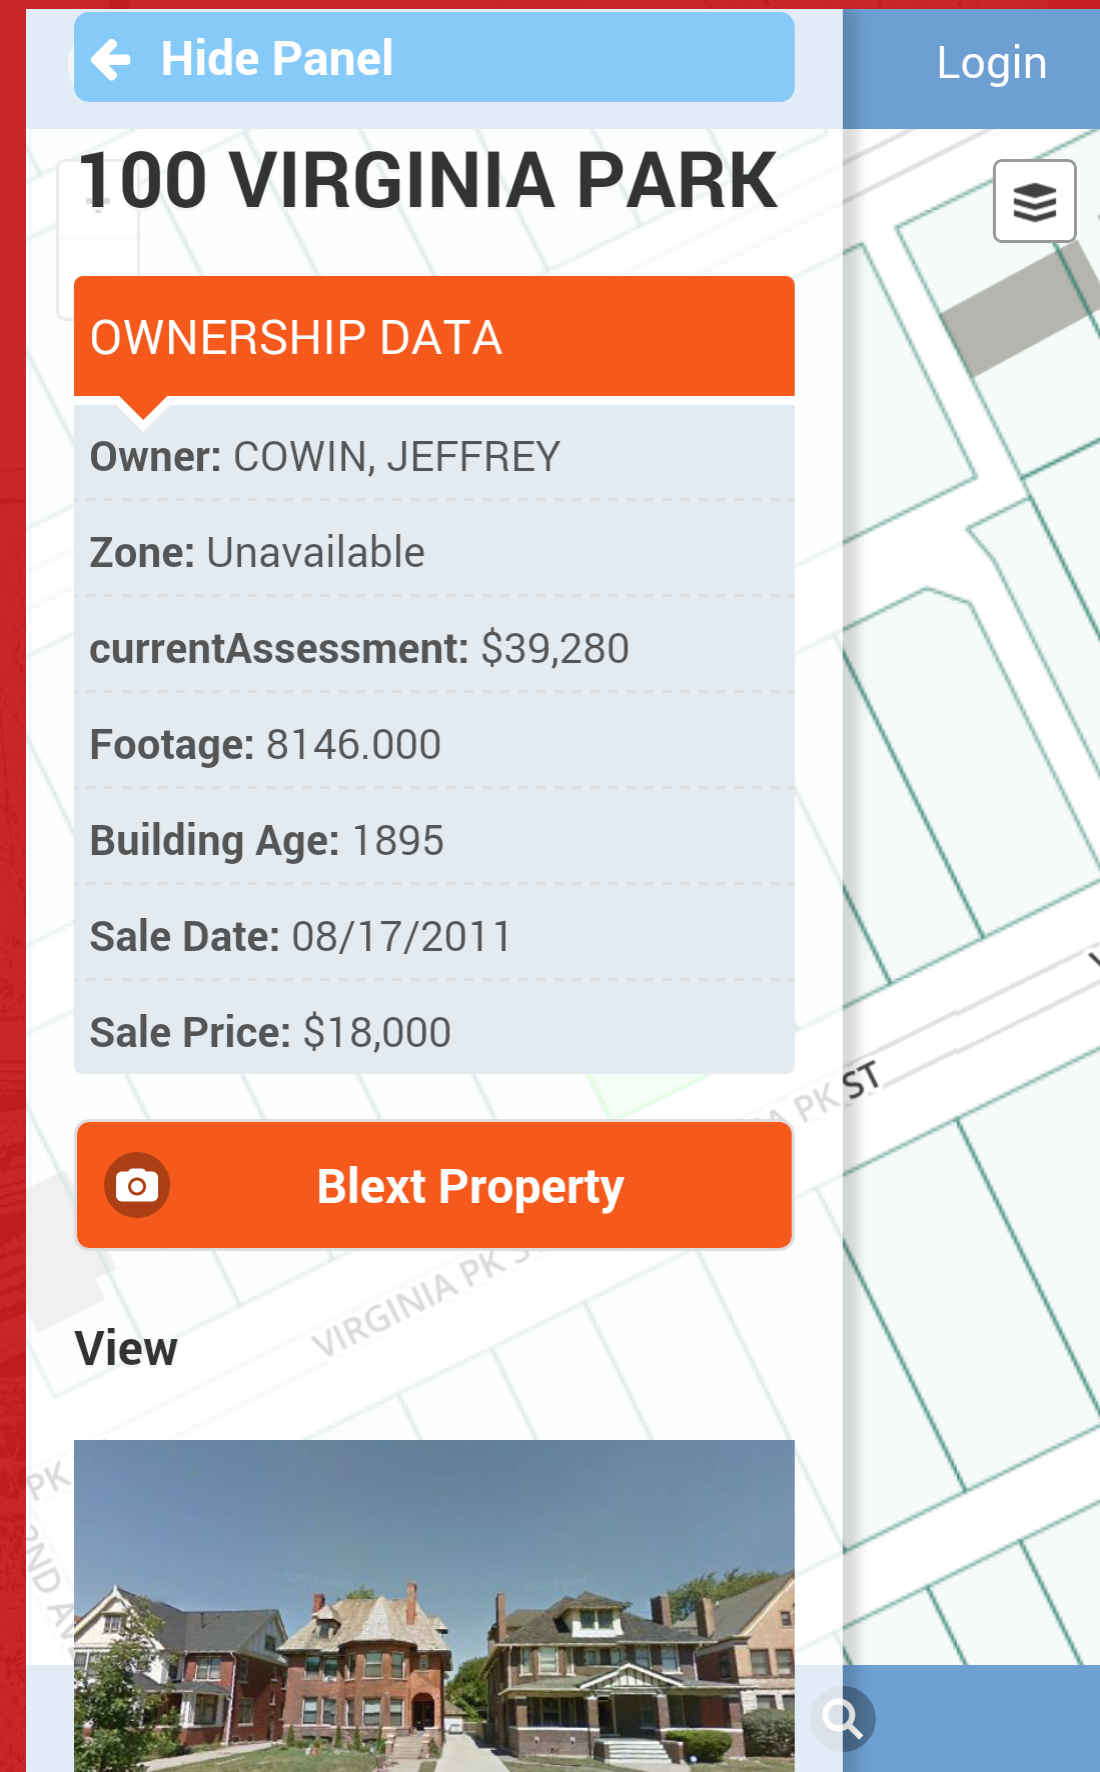 Hide Panel
Login
100 VIRGINIA PARK
OWNERSHIP DATA
Owner: COWIN, JEFFREY
Zone: Unavailable
currentAssessment: $39,280
Footage: 8146.000
Building Age: 1895
Sale Date: 08/17/2011
Sale Price: $18,000
PK ST
Blext Property
VIRGINIA PK
View
PK
2ND